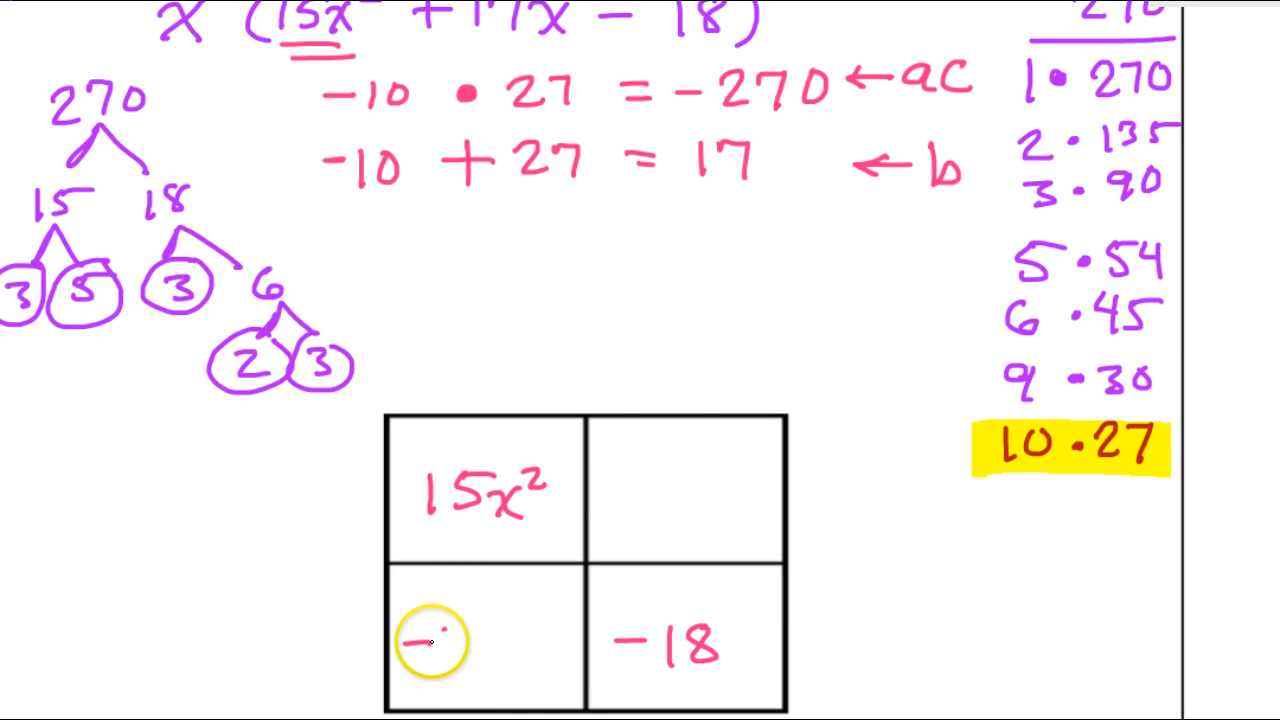 x (15x² + 17x − 18)
-10 • 27 = -270 ← ac
-10 + 27 = 17 ← b
270
15 18
3 5 3 6
2 3
270
1 • 270
2 • 135
3 • 90
5 • 54
6 • 45
9 • 30
10 • 27
15x²
− -18